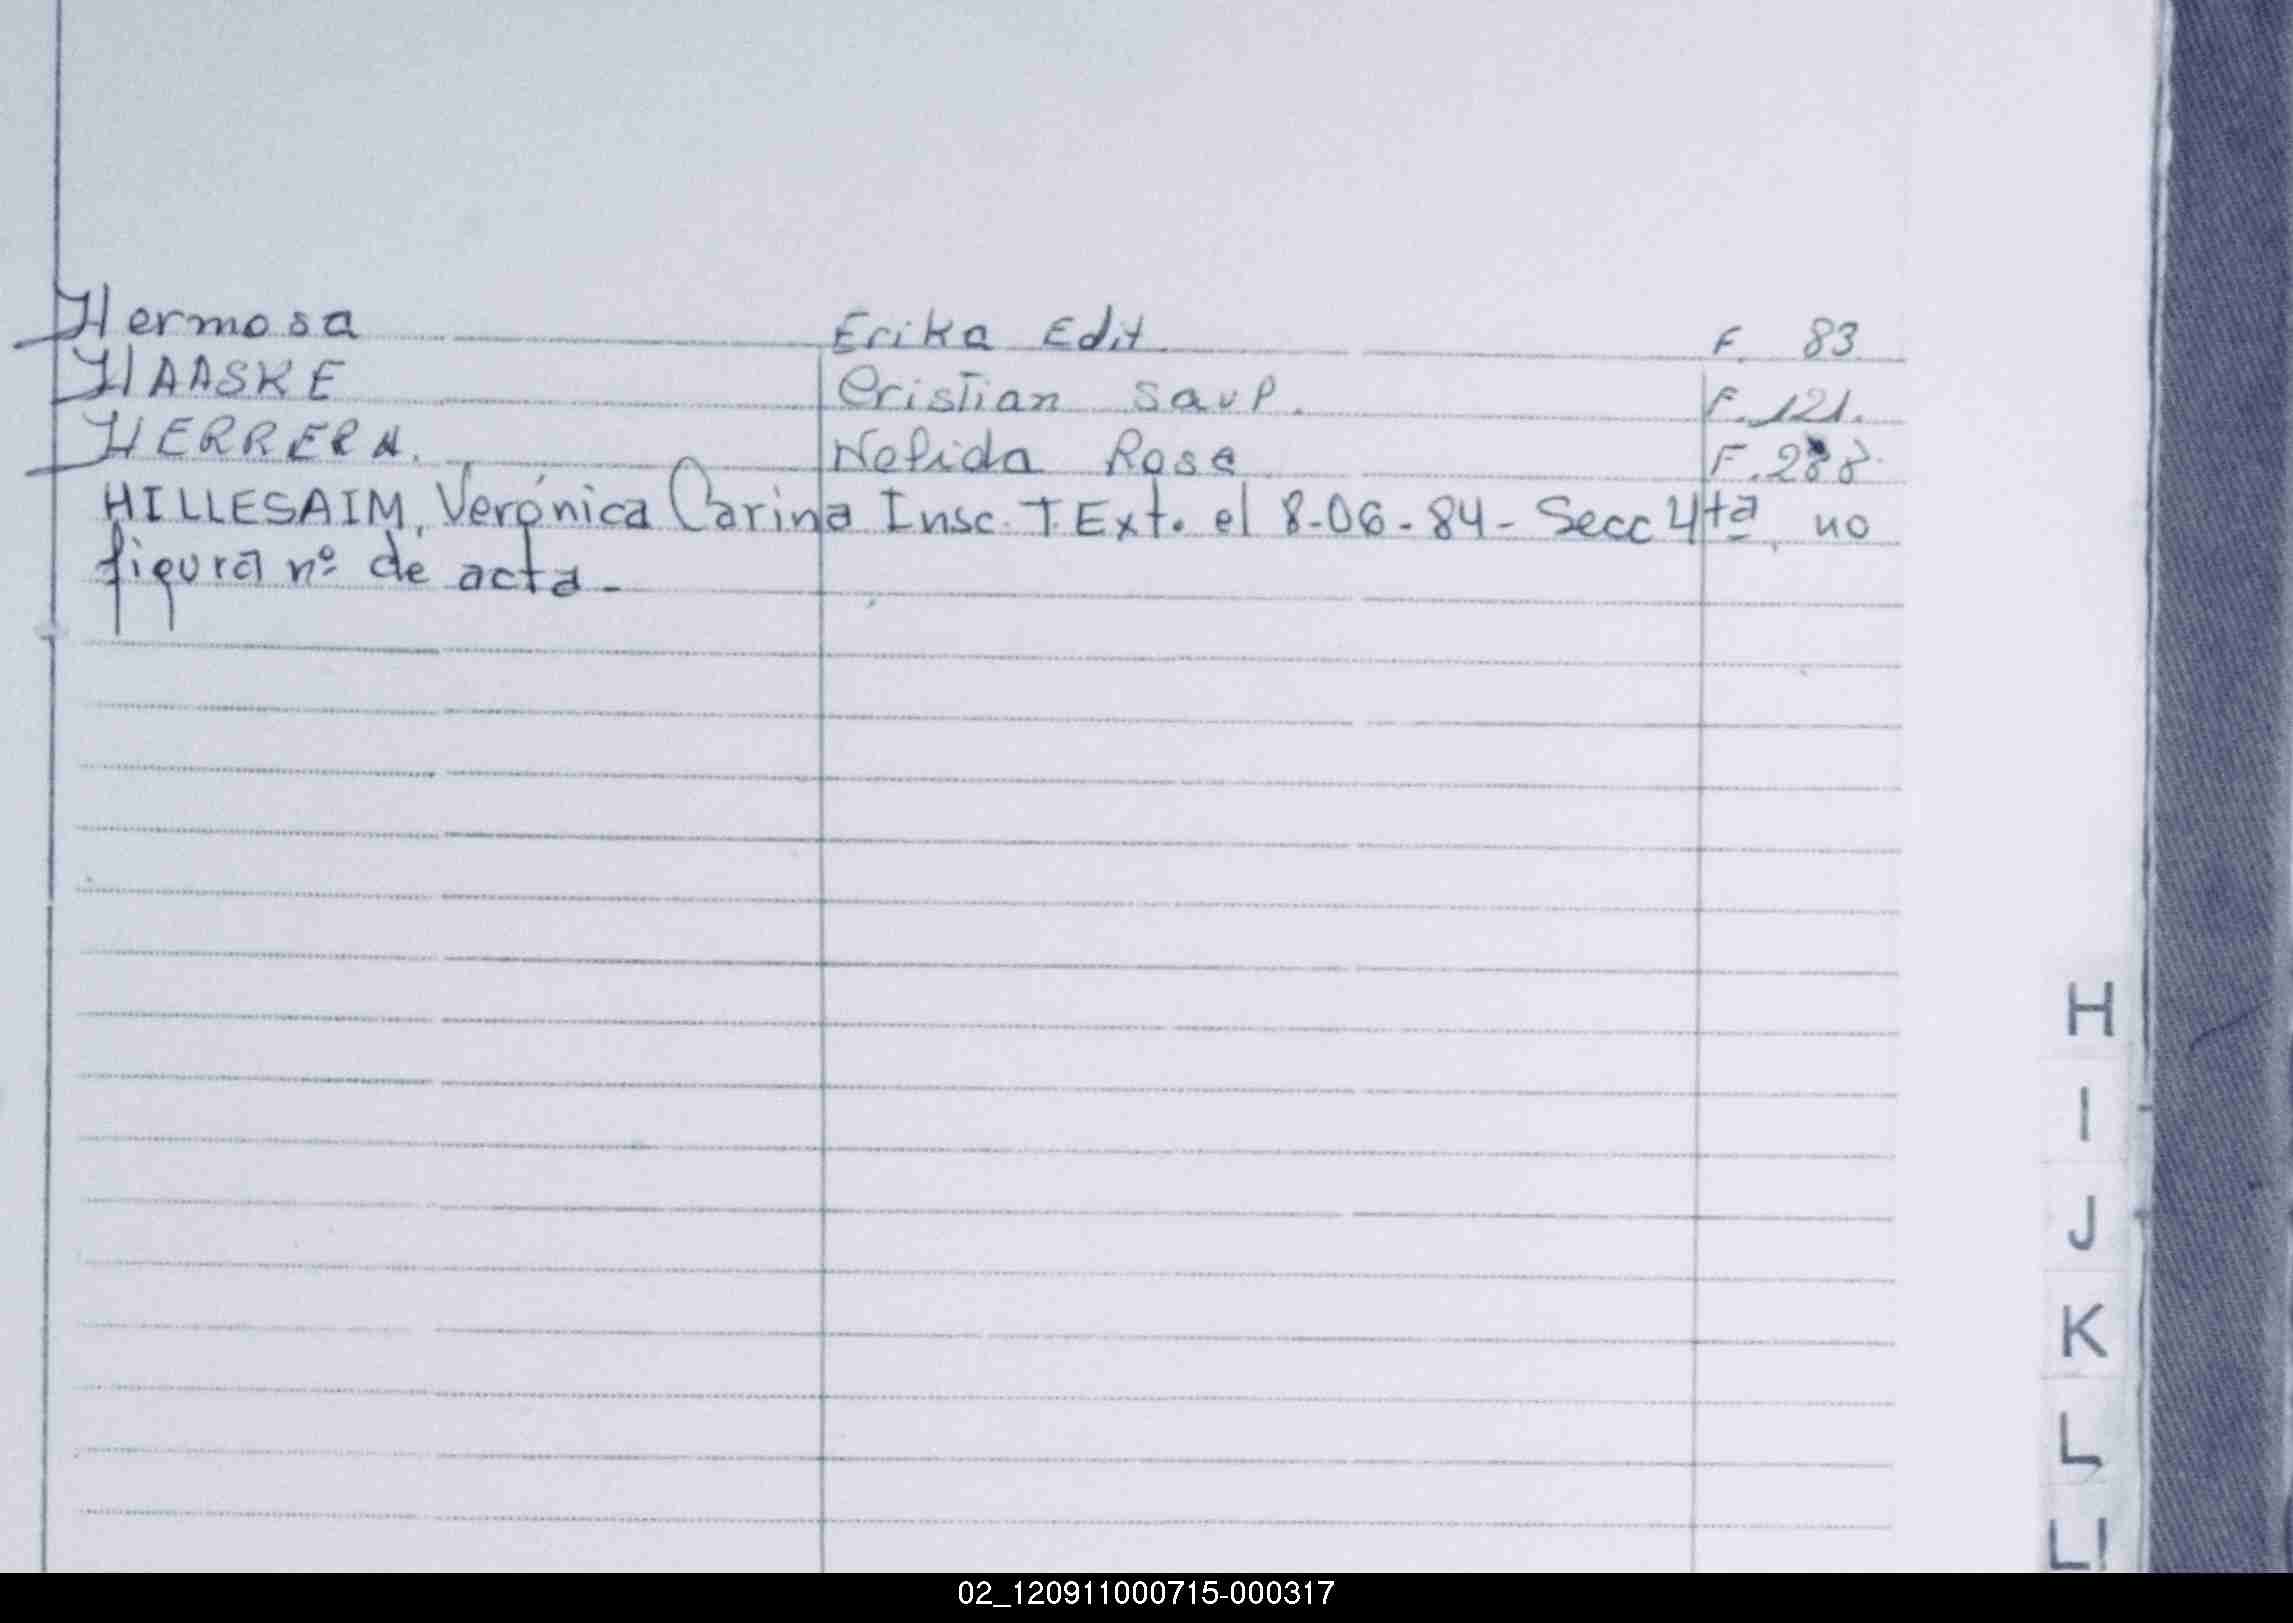 Hermosa Erika Edit F. 83
HAASKE Cristian Saul. F. 121.
HERRERA. Nelida Rosa F. 288.
HILLESAIM, Verónica Carina Insc. T. Ext. el 8-06-84- Secc 4ta, no
figura nº de acta-
H
I
J
K
L
Ll
02_120911000715-000317